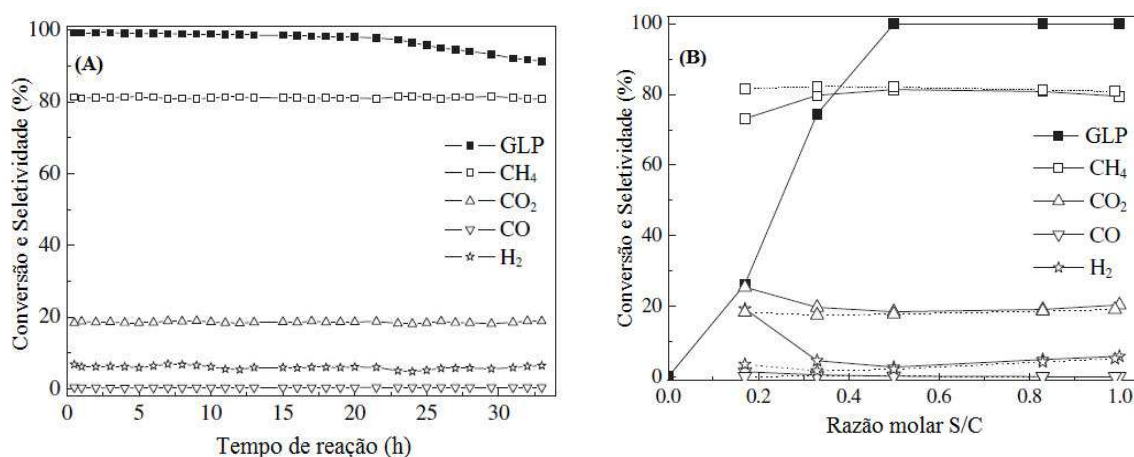 (A)
Conversão e Seletividade (%)
100
80
60
40
20
0
GLP
CH₄
CO₂
CO
H₂
0 5 10 15 20 25 30
Tempo de reação (h)
(B)
Conversão e Seletividade (%)
100
80
60
40
20
0
GLP
CH₄
CO₂
CO
H₂
0.0 0.2 0.4 0.6 0.8 1.0
Razão molar S/C